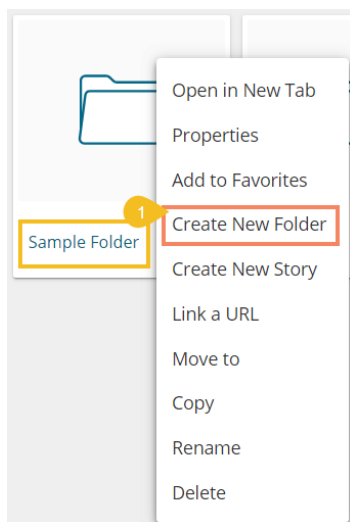 Open in New Tab
Properties
Add to Favorites
1
Create New Folder
Sample Folder
Create New Story
Link a URL
Move to
Copy
Rename
Delete